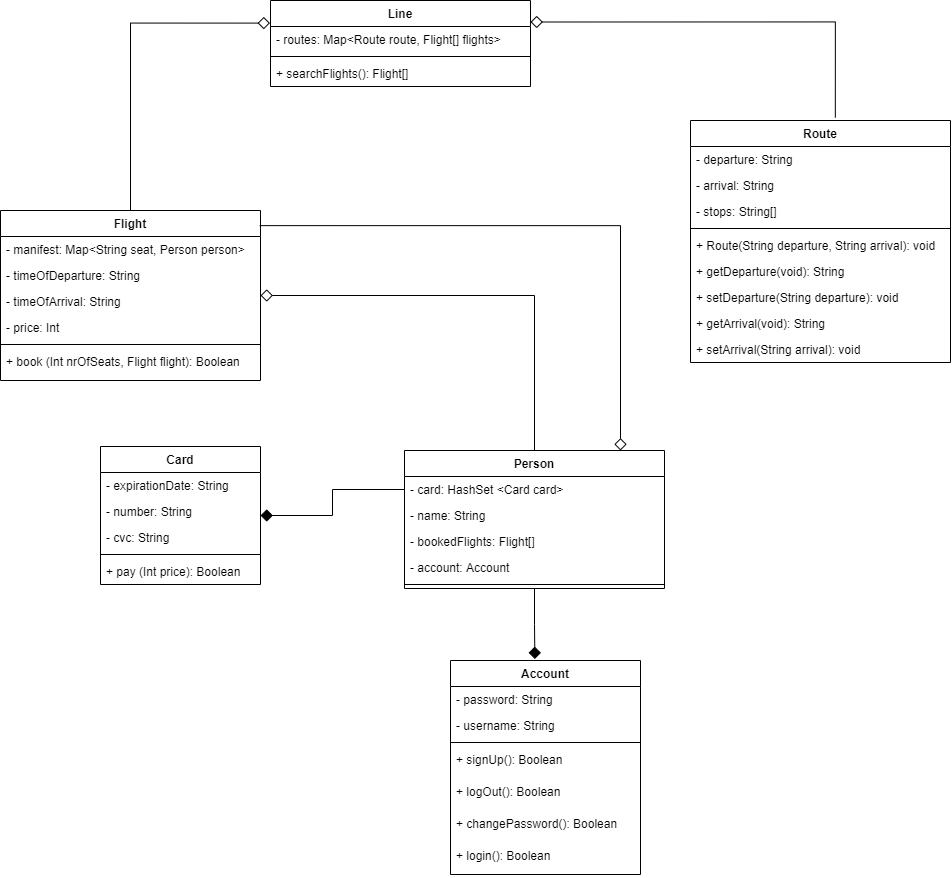 Line
- routes: Map<Route route, Flight[] flights>
+ searchFlights(): Flight[]
Route
- departure: String
- arrival: String
- stops: String[]
+ Route(String departure, String arrival): void
+ getDeparture(void): String
+ setDeparture(String departure): void
+ getArrival(void): String
+ setArrival(String arrival): void
Flight
- manifest: Map<String seat, Person person>
- timeOfDeparture: String
- timeOfArrival: String
- price: Int
+ book (Int nrOfSeats, Flight flight): Boolean
Card
- expirationDate: String
- number: String
- cvc: String
+ pay (Int price): Boolean
Person
- card: HashSet <Card card>
- name: String
- bookedFlights: Flight[]
- account: Account
Account
- password: String
- username: String
+ signUp(): Boolean
+ logOut(): Boolean
+ changePassword(): Boolean
+ login(): Boolean